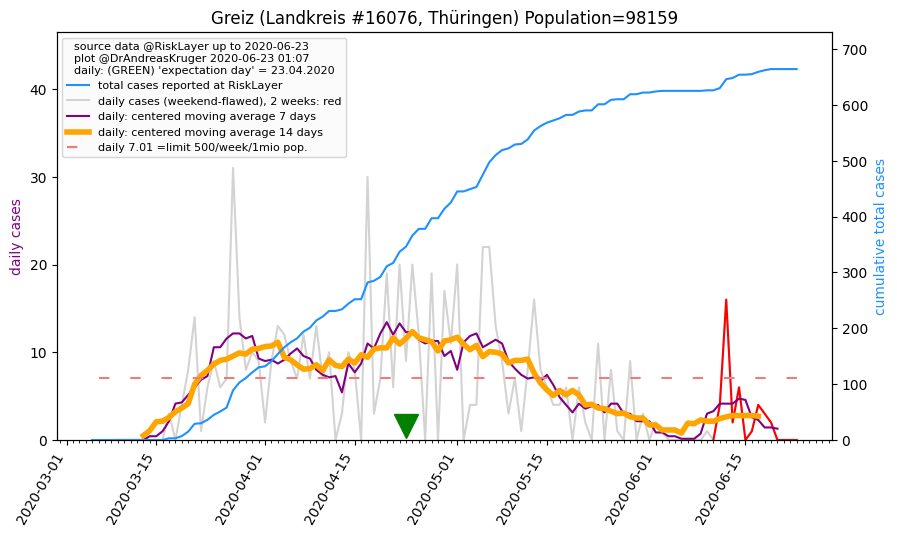 Greiz (Landkreis #16076, Thüringen) Population=98159
source data @RiskLayer up to 2020-06-23
plot @DrAndreasKruger 2020-06-23 01:07
daily: (GREEN) 'expectation day' = 23.04.2020
total cases reported at RiskLayer
daily cases (weekend-flawed), 2 weeks: red
daily: centered moving average 7 days
daily: centered moving average 14 days
daily 7.01 =limit 500/week/1mio pop.
daily cases
40
30
20
10
0
cumulative total cases
700
600
500
400
300
200
100
0
2020-03-01
2020-03-15
2020-04-01
2020-04-15
2020-05-01
2020-05-15
2020-06-01
2020-06-15